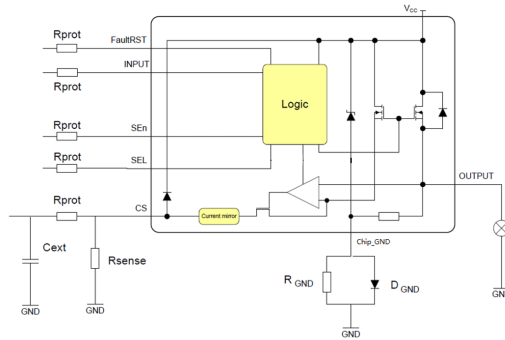 Vcc
Rprot
FaultRST
INPUT
Rprot
Logic
Rprot
SEn
Rprot
SEL
OUTPUT
Rprot
CS
Current mirror
Chip_GND
Cext
Rsense
R GND
D GND
GND
GND
GND
GN